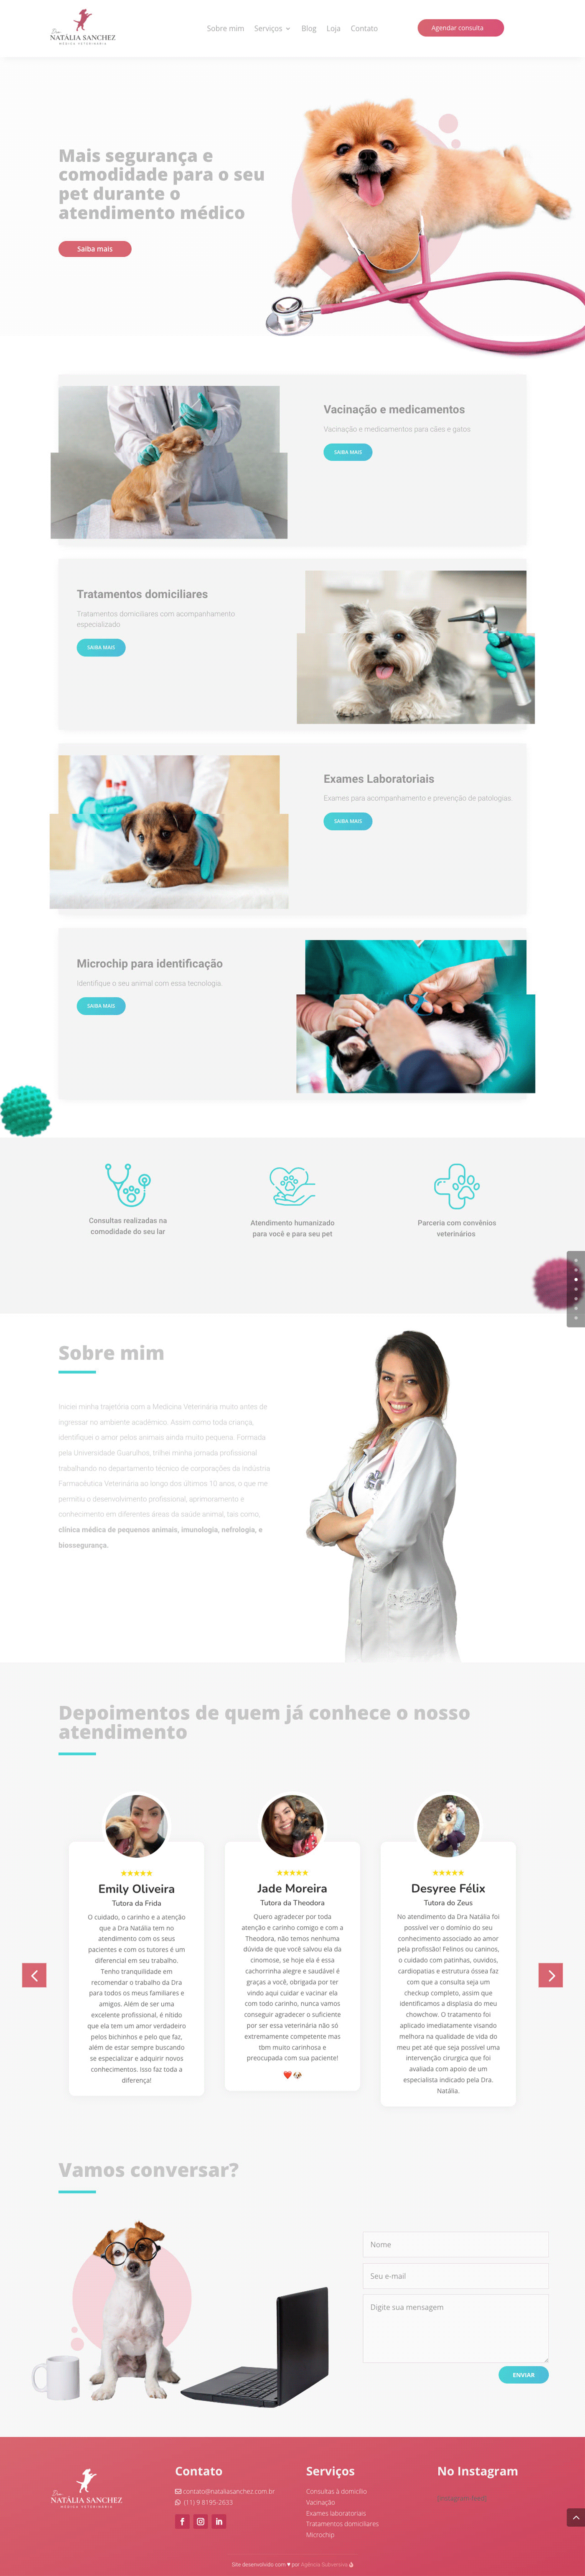 Dra.
NATÁLIA SANCHEZ
MÉDICA VETERINÁRIA
Sobre mim
Serviços
Blog
Loja
Contato
Agendar consulta
Mais segurança e
comodidade para o seu
pet durante o
atendimento médico
Saiba mais
Vacinação e medicamentos
Vacinação e medicamentos para cães e gatos
SAIBA MAIS
Tratamentos domiciliares
Tratamentos domiciliares com acompanhamento
especializado
SAIBA MAIS
Exames Laboratoriais
Exames para acompanhamento e prevenção de patologias.
SAIBA MAIS
Microchip para identificação
Identifique o seu animal com essa tecnologia.
SAIBA MAIS
Consultas realizadas na
comodidade do seu lar
Atendimento humanizado
para você e para seu pet
Parceria com convênios
veterinários
Sobre mim
Iniciei minha trajetória com a Medicina Veterinária muito antes de
ingressar no ambiente acadêmico. Assim como toda criança,
identifiquei o amor pelos animais ainda muito pequena. Formada
pela Universidade Guarulhos, trilhei minha jornada profissional
trabalhando no departamento técnico de corporações da Indústria
Farmacêutica Veterinária ao longo dos últimos 10 anos, o que me
permitiu o desenvolvimento profissional, aprimoramento e
conhecimento em diferentes áreas da saúde animal, tais como,
clínica médica de pequenos animais, imunologia, nefrologia, e
biossegurança.
Depoimentos de quem já conhece o nosso
atendimento
Emily Oliveira
Tutora da Frida
O cuidado, o carinho e a atenção
que a Dra Natália tem no
atendimento com os seus
pacientes e com os tutores é um
diferencial em seu trabalho.
Tenho tranquilidade em
recomendar o trabalho da Dra
para todos os meus familiares e
amigos. Além de ser uma
excelente profissional, é nítido
que ela tem um amor verdadeiro
pelos bichinhos e pelo que faz,
além de estar sempre buscando
se especializar e adquirir novos
conhecimentos. Isso faz toda a
diferença!
Jade Moreira
Tutora da Theodora
Quero agradecer por toda
atenção e carinho comigo e com a
Theodora, não temos nenhuma
dúvida de que você salvou ela da
cinomose, se hoje ela é essa
cachorrinha alegre e saudável é
graças a você, obrigada por ter
vindo aqui cuidar e vacinar ela
com todo carinho, nunca vamos
conseguir agradecer o suficiente
por ser essa veterinária não só
extremamente competente mas
tbm muito carinhosa e
preocupada com sua paciente!
❤️🐶
Desyree Félix
Tutora do Zeus
No atendimento da Dra Natália foi
possível ver o domínio do seu
conhecimento associado ao amor
pela profissão! Felinos ou caninos,
o cuidado com patinhas, ouvidos,
cardiopatias e estrutura óssea faz
com que a consulta seja um
checkup completo, assim que
identificamos a displasia do meu
chowchow. O tratamento foi
aplicado imediatamente visando
melhora na qualidade de vida do
meu pet até que seja possível uma
intervenção cirurgica que foi
avaliada com apoio de um
especialista indicado pela Dra.
Natália.
Vamos conversar?
Nome
Seu e-mail
Digite sua mensagem
ENVIAR
Dra.
NATÁLIA SANCHEZ
MÉDICA VETERINÁRIA
Contato
contato@nataliasanchez.com.br
(11) 9 8195-2633
Serviços
Consultas à domicílio
Vacinação
Exames laboratoriais
Tratamentos domiciliares
Microchip
No Instagram
Site desenvolvido com ♥ por Agência Subversiva